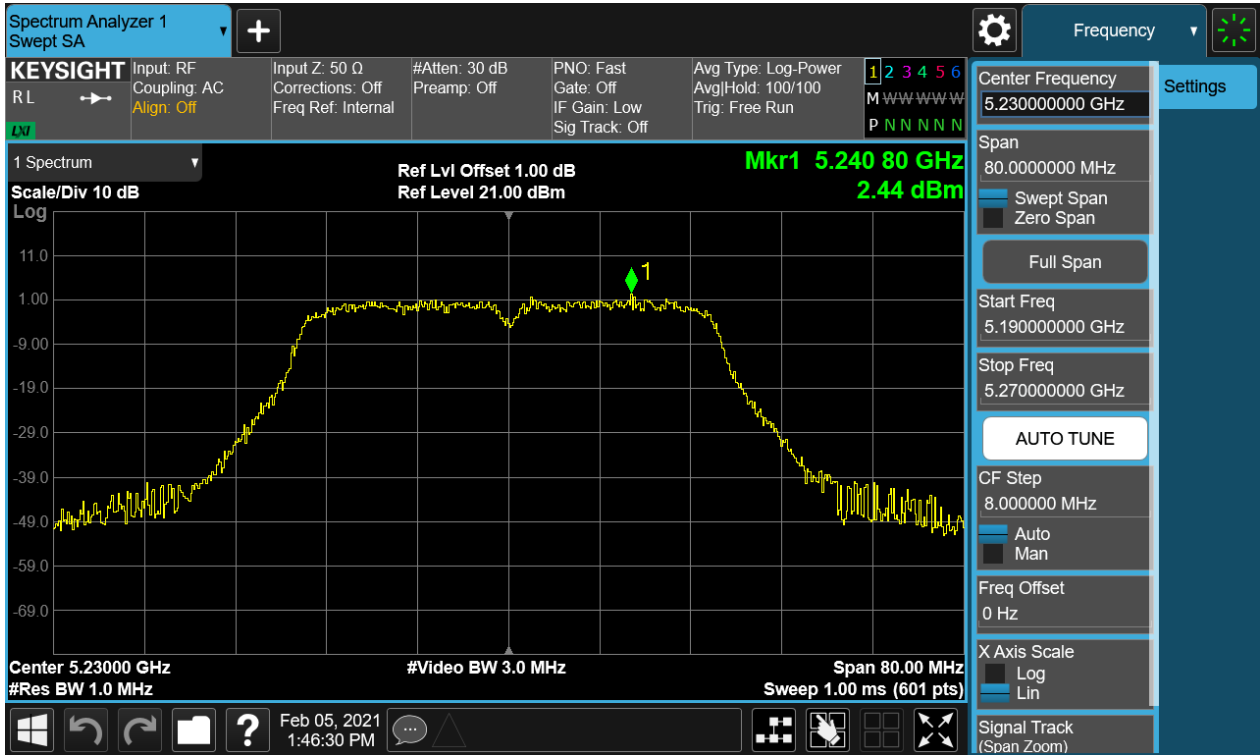 Spectrum Analyzer 1
Swept SA
+
Frequency
KEYSIGHT
R L
LXI
Input: RF
Coupling: AC
Align: Off
Input Z: 50 Ω
Corrections: Off
Freq Ref: Internal
#Atten: 30 dB
Preamp: Off
PNO: Fast
Gate: Off
IF Gain: Low
Sig Track: Off
Avg Type: Log-Power
Avg|Hold: 100/100
Trig: Free Run
1 2 3 4 5 6
M W W W W W
P N N N N N
1 Spectrum
Scale/Div 10 dB
Ref Lvl Offset 1.00 dB
Ref Level 21.00 dBm
Mkr1 5.240 80 GHz
2.44 dBm
Log
11.0
1.00
-9.00
-19.0
-29.0
-39.0
-49.0
-59.0
-69.0
1
Center 5.23000 GHz
#Res BW 1.0 MHz
#Video BW 3.0 MHz
Span 80.00 MHz
Sweep 1.00 ms (601 pts)
Center Frequency
5.230000000 GHz
Settings
Span
80.0000000 MHz
Swept Span
Zero Span
Full Span
Start Freq
5.190000000 GHz
Stop Freq
5.270000000 GHz
AUTO TUNE
CF Step
8.000000 MHz
Auto
Man
Freq Offset
0 Hz
X Axis Scale
Log
Lin
Signal Track
(Span Zoom)
?
Feb 05, 2021
1:46:30 PM